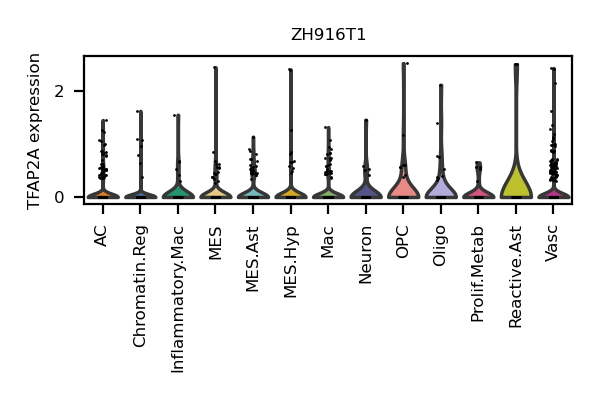 ZH916T1
TFAP2A expression
2
0
AC
Chromatin.Reg
Inflammatory.Mac
MES
MES.Ast
MES.Hyp
Mac
Neuron
OPC
Oligo
Prolif.Metab
Reactive.Ast
Vasc